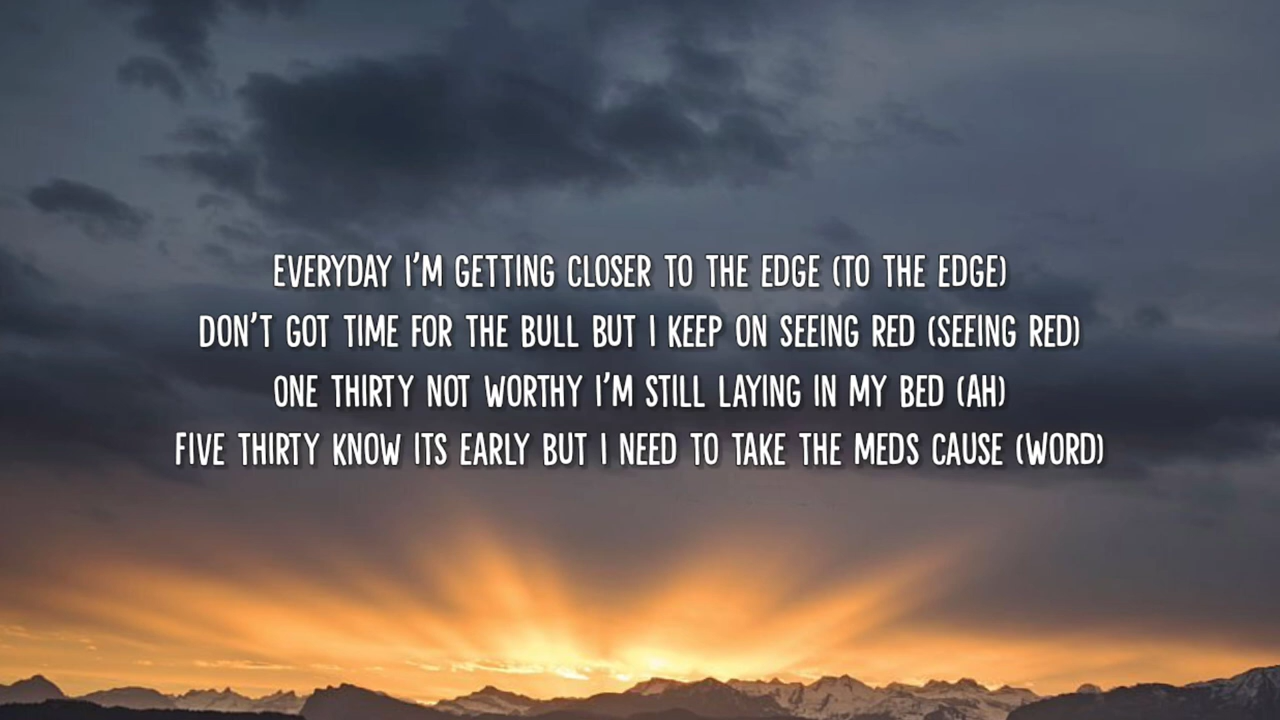 EVERYDAY I'M GETTING CLOSER TO THE EDGE (TO THE EDGE)
DON'T GOT TIME FOR THE BULL BUT I KEEP ON SEEING RED (SEEING RED)
ONE THIRTY NOT WORTHY I'M STILL LAYING IN MY BED (AH)
FIVE THIRTY KNOW ITS EARLY BUT I NEED TO TAKE THE MEDS CAUSE (WORD)